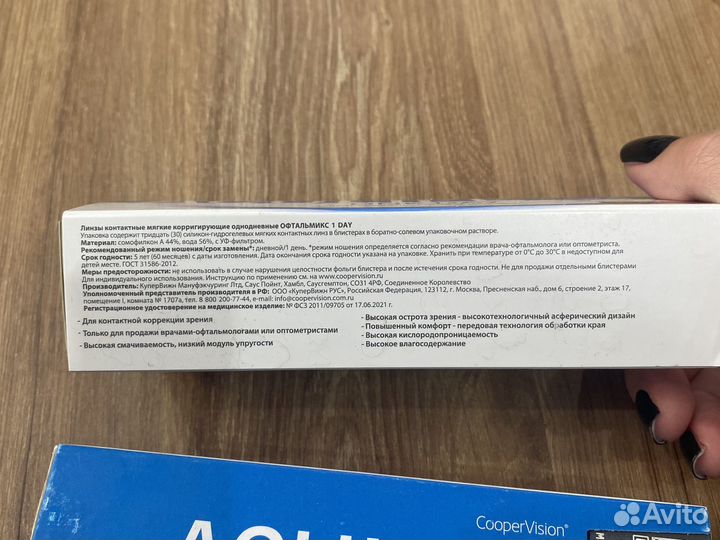 Линзы контактные мягкие корригирующие однодневные ОФТАЛЬМИКС 1 DAY
Упаковка содержит тридцать (30) силикон-гидрогелевых мягких контактных линз в блистерах в боратно-солевом упаковочном растворе.
Материал: сомофилкон А 44%, вода 56%, с УФ-фильтром.
Рекомендованный режим ношения/срок замены*: дневной/1 день. *режим ношения определяется согласно рекомендации врача-офтальмолога или оптометриста,
Срок годности: 5 лет (60 месяцев) с даты изготовления. Дата окончания срока годности указана на упаковке. Хранить при температуре от 0°C до 30°C в недоступном для
детей месте. ГОСТ 31586-2012.
Меры предосторожности: не использовать в случае нарушения целостности фольги блистера и после истечения срока годности. Не для продажи отдельными блистерами
Для индивидуального использования. Инструкцию по применению см. на www.coopervision.com
Производитель: КуперВижн Мануфэкчуринг Лтд, Саус Поинт, Хамбл, Саусгемптон, СО31 4РФ, Соединенное Королевство
Уполномоченный представитель производителя в РФ: ООО «КуперВижн РУС», Российская Федерация, 123112, г. Москва, Пресненская наб., дом 6, строение 2, этаж 17,
помещение I, комната № 1707а, тел. 8 800 200-77-44, e-mail: info@coopervision.com.ru
Регистрационное удостоверение на медицинское изделие: № ФСЗ 2011/09705 от 17.06.2021 г.
- Для контактной коррекции зрения
- Только для продажи врачами-офтальмологами или оптометристами
- Высокая смачиваемость, низкий модуль упругости
- Высокая острота зрения - высокотехнологичный асферический дизайн
- Повышенный комфорт - передовая технология обработки края
- Высокая кислородопроницаемость
- Высокое влагосодержание
CooperVision®
Avito